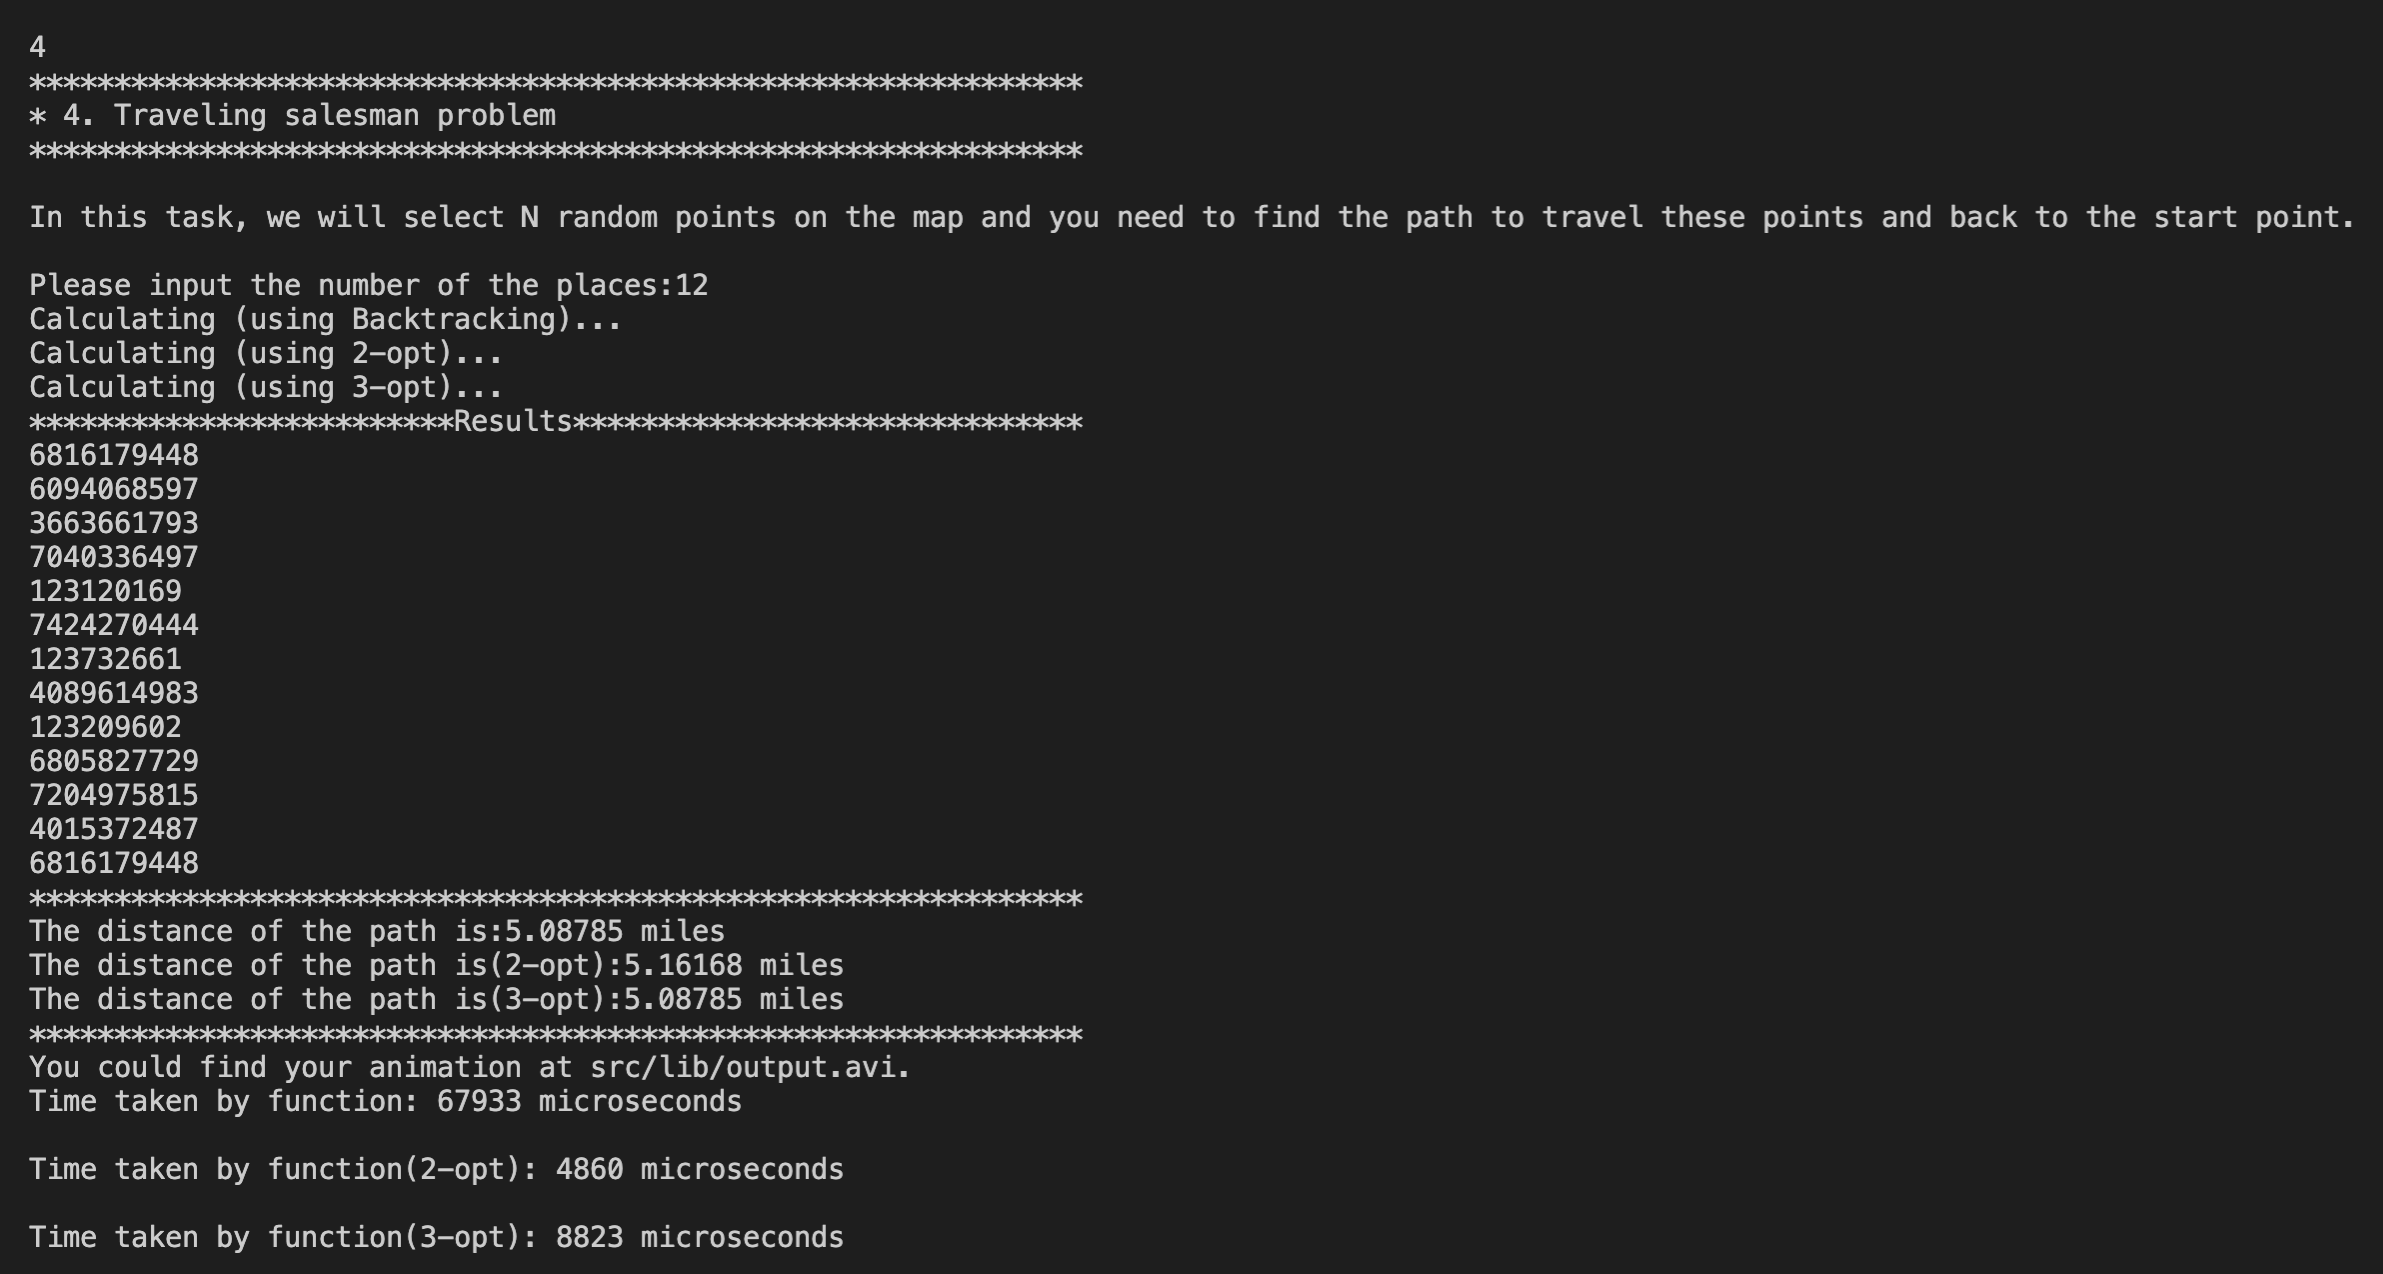 4
**************************************************************
* 4. Traveling salesman problem
**************************************************************
In this task, we will select N random points on the map and you need to find the path to travel these points and back to the start point.
Please input the number of the places:12
Calculating (using Backtracking)...
Calculating (using 2-opt)...
Calculating (using 3-opt)...
*************************Results******************************
6816179448
6094068597
3663661793
7040336497
123120169
7424270444
123732661
4089614983
123209602
6805827729
7204975815
4015372487
6816179448
**************************************************************
The distance of the path is:5.08785 miles
The distance of the path is(2-opt):5.16168 miles
The distance of the path is(3-opt):5.08785 miles
**************************************************************
You could find your animation at src/lib/output.avi.
Time taken by function: 67933 microseconds
Time taken by function(2-opt): 4860 microseconds
Time taken by function(3-opt): 8823 microseconds